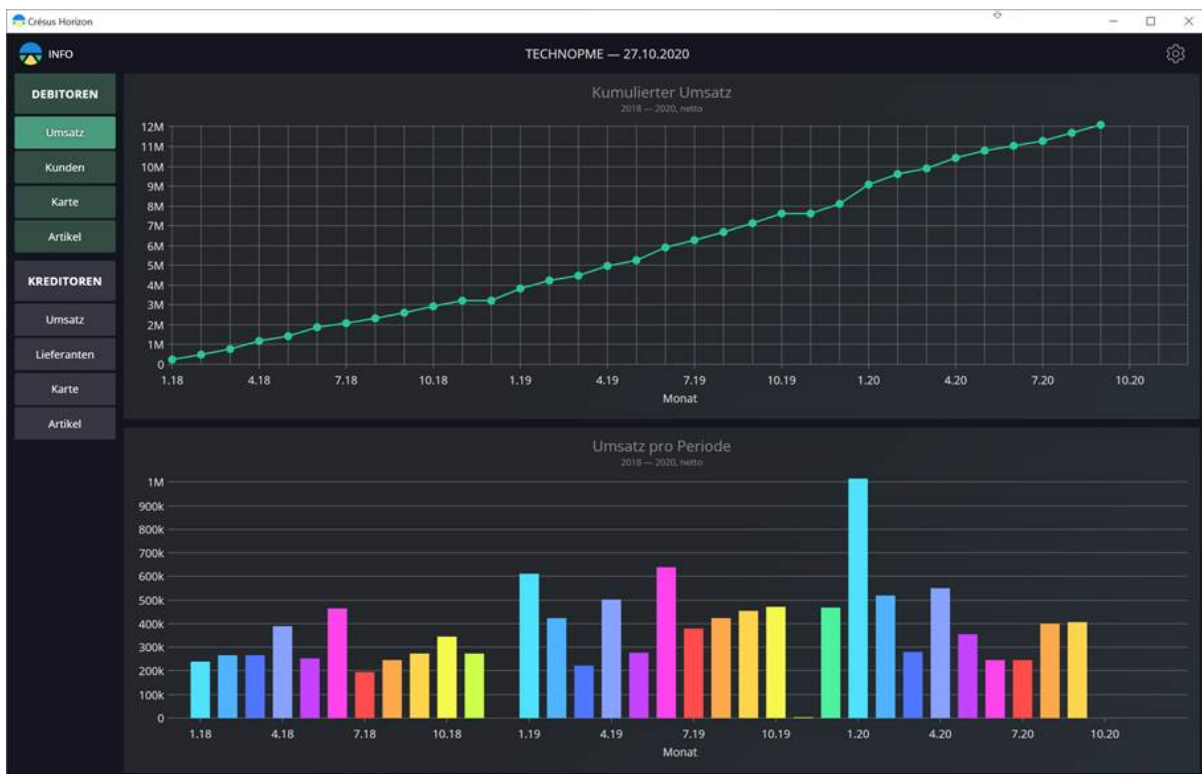 Crésus Horizon
INFO
TECHNOPME — 27.10.2020
DEBITOREN
Umsatz
Kunden
Karte
Artikel
KREDITOREN
Umsatz
Lieferanten
Karte
Artikel
Kumulierter Umsatz
2018 — 2020, netto
12M
11M
10M
9M
8M
7M
6M
5M
4M
3M
2M
1M
0
1.18 4.18 7.18 10.18 1.19 4.19 7.19 10.19 1.20 4.20 7.20 10.20
Monat
Umsatz pro Periode
2018 — 2020, netto
1M
900k
800k
700k
600k
500k
400k
300k
200k
100k
0
1.18 4.18 7.18 10.18 1.19 4.19 7.19 10.19 1.20 4.20 7.20 10.20
Monat